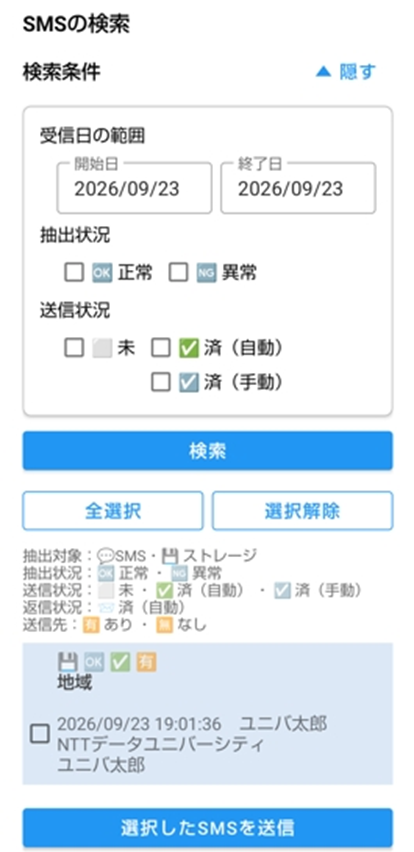 SMSの検索
検索条件 ▲ 隠す
受信日の範囲
開始日 終了日
2026/09/23 2026/09/23
抽出状況
🆗 正常 🆖 異常
送信状況
⬜ 未 ✅ 済（自動）
☑️ 済（手動）
検索
全選択 選択解除
抽出対象：💬SMS・💾 ストレージ
抽出状況：🆗 正常 ・ 🆖 異常
送信状況：⬜ 未 ・ ✅ 済（自動） ・ ☑️ 済（手動）
返信状況：📨 済（自動）
送信先：🈶 あり ・ 🈚 なし
💾 🆗 ✅ 🈶
地域
2026/09/23 19:01:36　ユニバ太郎
NTTデータユニバーシティ
ユニバ太郎
選択したSMSを送信